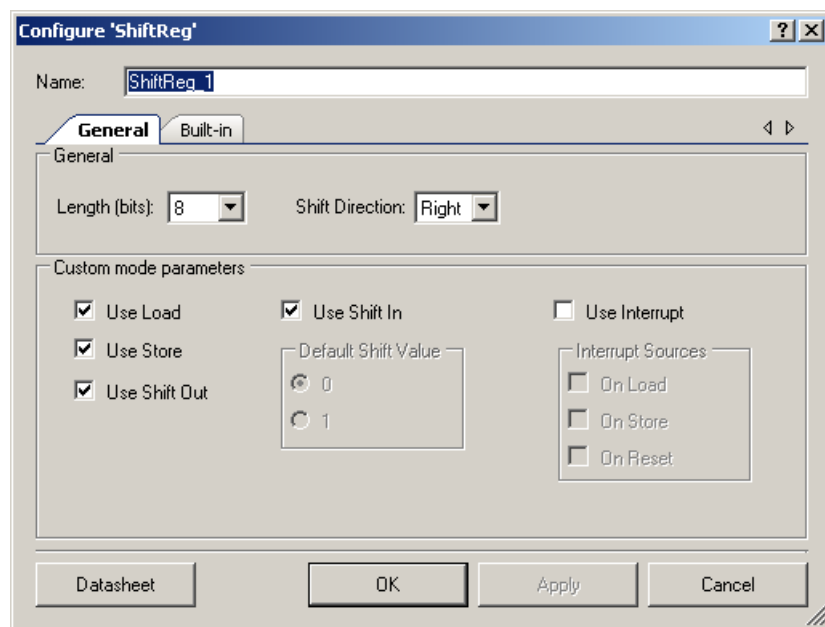 Configure 'ShiftReg'
Name: ShiftReg_1
General Built-in
General
Length (bits): 8 Shift Direction: Right
Custom mode parameters
Use Load Use Shift In Use Interrupt
Use Store Default Shift Value Interrupt Sources
Use Shift Out 0 On Load
1 On Store
On Reset
Datasheet OK Apply Cancel